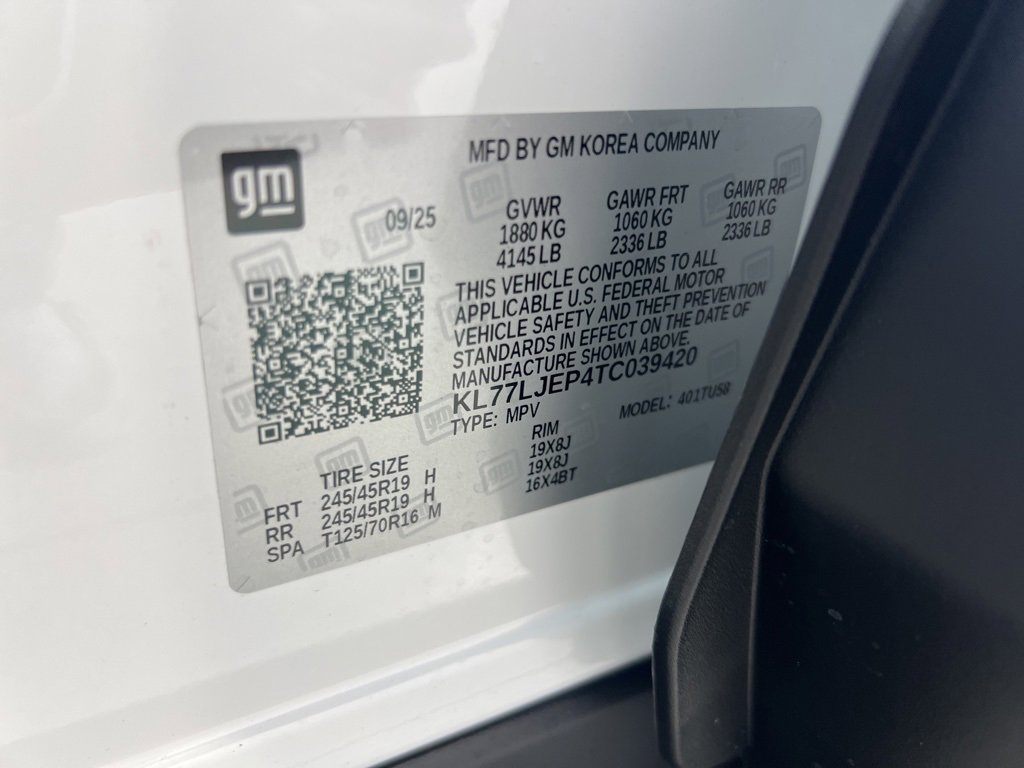 gm
MFD BY GM KOREA COMPANY
09/25
GVWR GAWR FRT GAWR RR
1880 KG 1060 KG 1060 KG
4145 LB 2336 LB 2336 LB
THIS VEHICLE CONFORMS TO ALL
APPLICABLE U.S. FEDERAL MOTOR
VEHICLE SAFETY AND THEFT PREVENTION
STANDARDS IN EFFECT ON THE DATE OF
MANUFACTURE SHOWN ABOVE.
KL77LJEP4TC039420
TYPE: MPV MODEL: 401TU58
TIRE SIZE RIM
FRT 245/45R19 H 19X8J
RR 245/45R19 H 19X8J
SPA T125/70R16 M 16X4BT